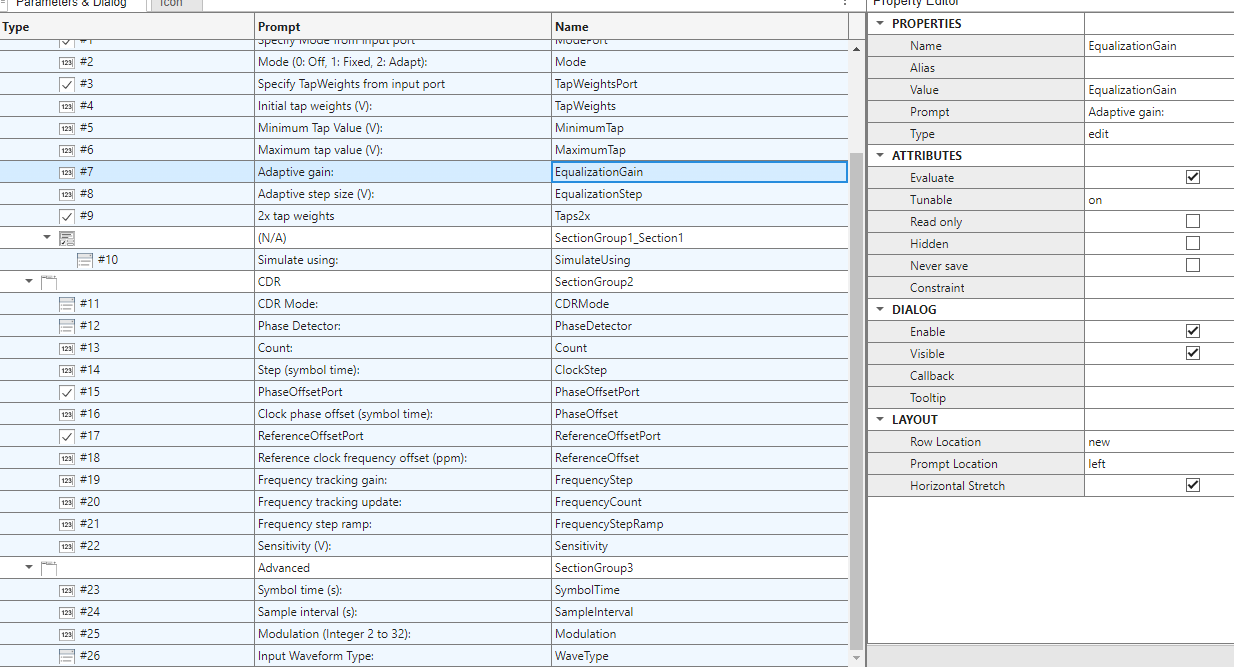 Parameters & Dialog Icon Property Editor
Type Prompt Name
#1 Specify Mode from input port ModePort
#2 Mode (0: Off, 1: Fixed, 2: Adapt): Mode
#3 Specify TapWeights from input port TapWeightsPort
#4 Initial tap weights (V): TapWeights
#5 Minimum Tap Value (V): MinimumTap
#6 Maximum tap value (V): MaximumTap
#7 Adaptive gain: EqualizationGain
#8 Adaptive step size (V): EqualizationStep
#9 2x tap weights Taps2x
(N/A) SectionGroup1_Section1
#10 Simulate using: SimulateUsing
CDR SectionGroup2
#11 CDR Mode: CDRMode
#12 Phase Detector: PhaseDetector
#13 Count: Count
#14 Step (symbol time): ClockStep
#15 PhaseOffsetPort PhaseOffsetPort
#16 Clock phase offset (symbol time): PhaseOffset
#17 ReferenceOffsetPort ReferenceOffsetPort
#18 Reference clock frequency offset (ppm): ReferenceOffset
#19 Frequency tracking gain: FrequencyStep
#20 Frequency tracking update: FrequencyCount
#21 Frequency step ramp: FrequencyStepRamp
#22 Sensitivity (V): Sensitivity
Advanced SectionGroup3
#23 Symbol time (s): SymbolTime
#24 Sample interval (s): SampleInterval
#25 Modulation (Integer 2 to 32): Modulation
#26 Input Waveform Type: WaveType
PROPERTIES
Name EqualizationGain
Alias
Value EqualizationGain
Prompt Adaptive gain:
Type edit
ATTRIBUTES
Evaluate
Tunable on
Read only
Hidden
Never save
Constraint
DIALOG
Enable
Visible
Callback
Tooltip
LAYOUT
Row Location new
Prompt Location left
Horizontal Stretch